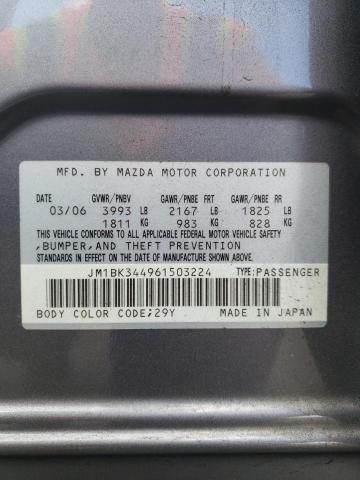 MFD. BY MAZDA MOTOR CORPORATION
DATE GVWR/PNBV GAWR/PNBE FRT GAWR/PNBE RR
03/06 3993 LB 2167 LB 1825 LB
1811 KG 983 KG 828 KG
THIS VEHICLE CONFORMS TO ALL APPLICABLE FEDERAL MOTOR VEHICLE SAFETY
,BUMPER,AND THEFT PREVENTION
STANDARDS IN EFFECT ON THE DATE OF MANUFACTURE SHOWN ABOVE.
JM1BK344961503224 TYPE:PASSENGER
BODY COLOR CODE;29Y MADE IN JAPAN